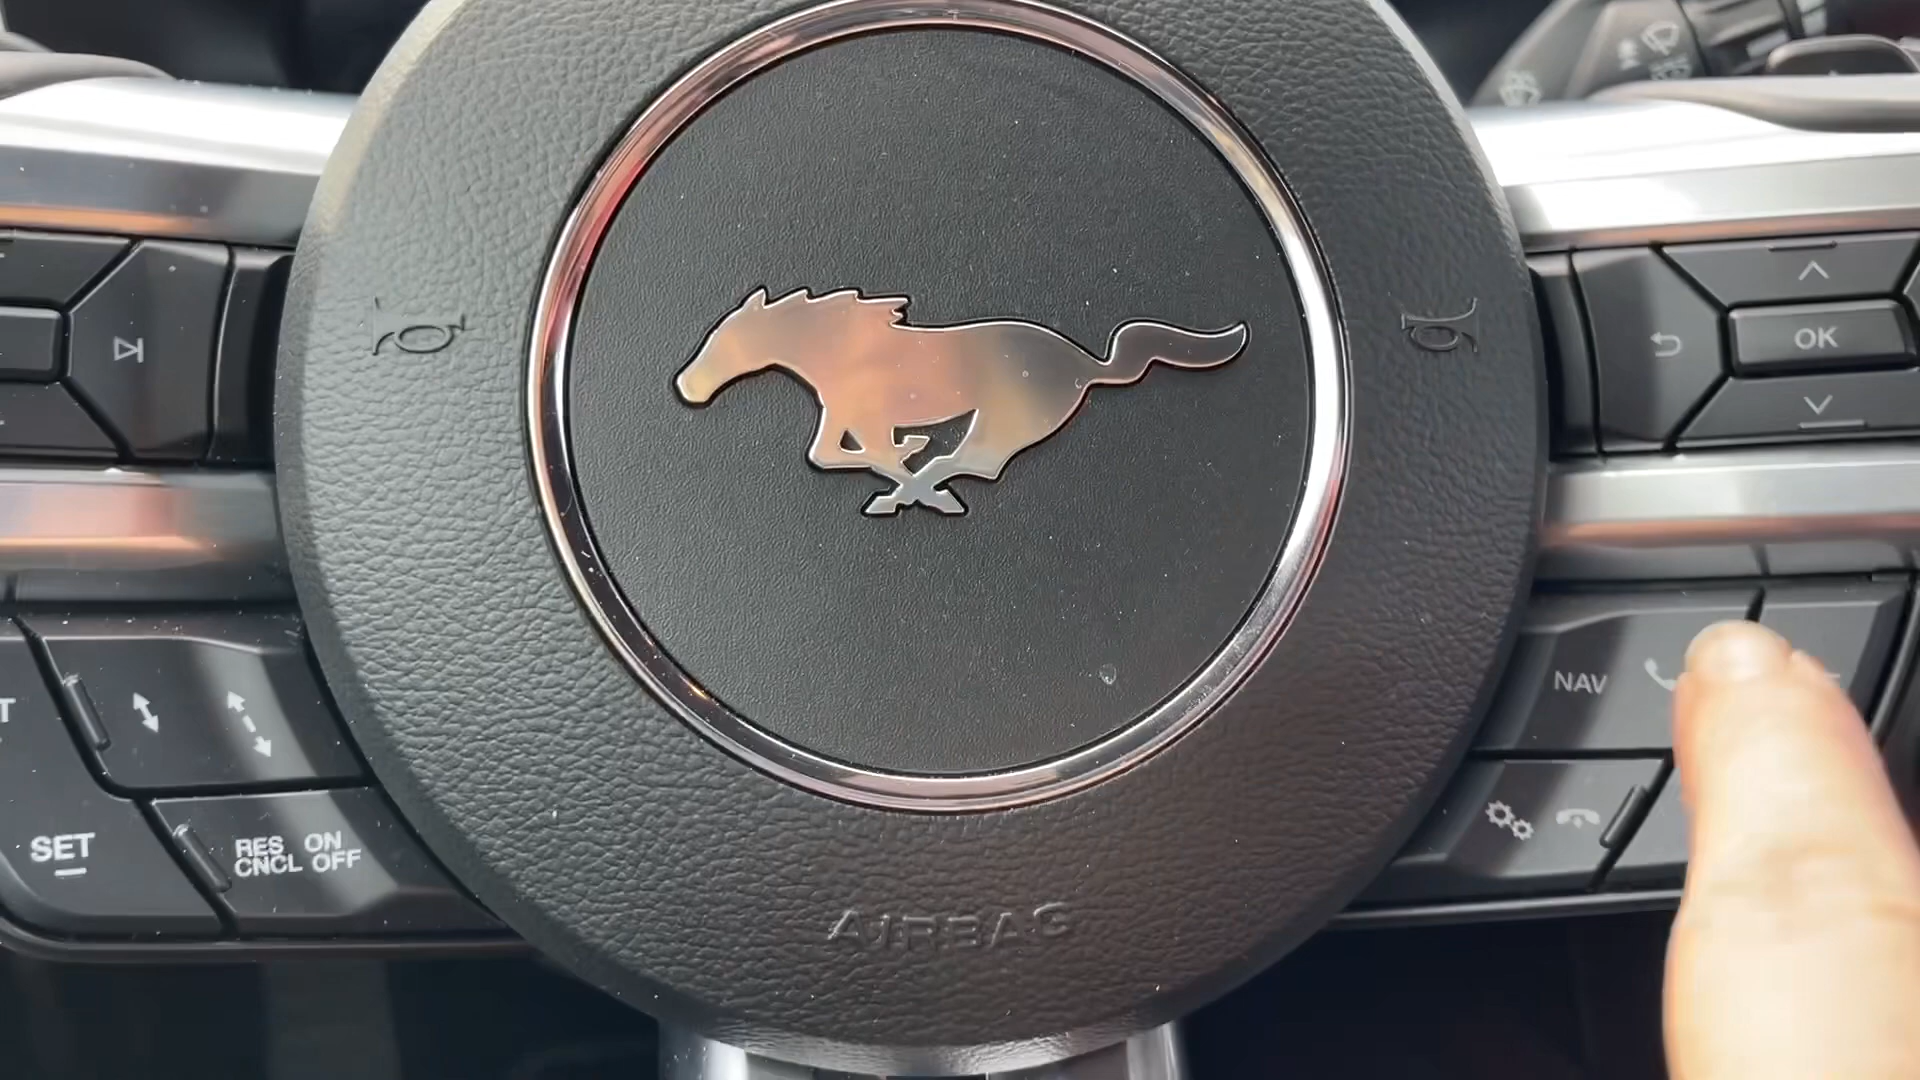 OK
NAV
SET
RES ON
CNCL OFF
AIRBAG